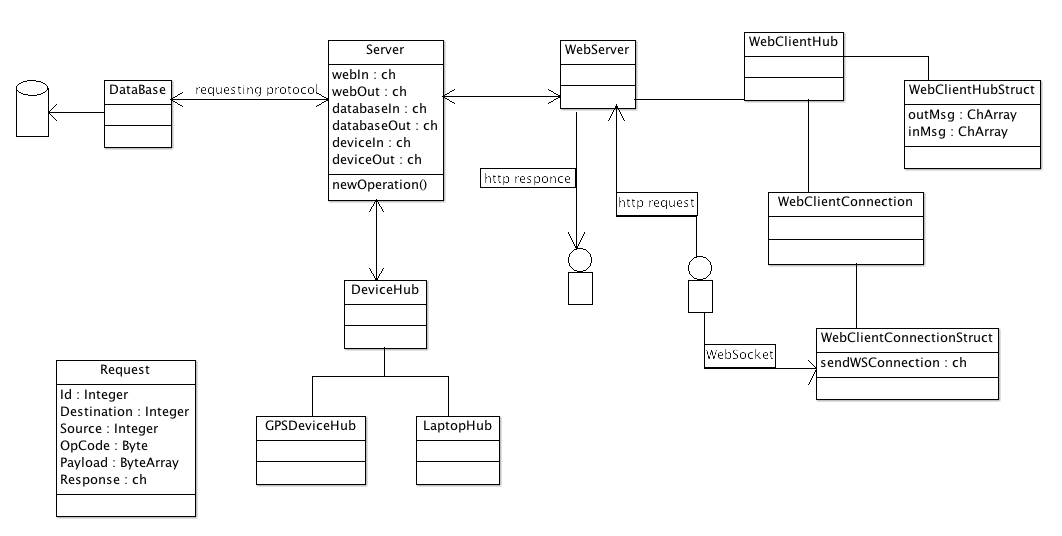 Server
webIn : ch
webOut : ch
databaseIn : ch
databaseOut : ch
deviceIn : ch
deviceOut : ch
newOperation()
DataBase
requesting protocol
WebServer
WebClientHub
WebClientHubStruct
outMsg : ChArray
inMsg : ChArray
http responce
http request
WebClientConnection
DeviceHub
WebClientConnectionStruct
sendWSConnection : ch
WebSocket
Request
Id : Integer
Destination : Integer
Source : Integer
OpCode : Byte
Payload : ByteArray
Response : ch
GPSDeviceHub
LaptopHub